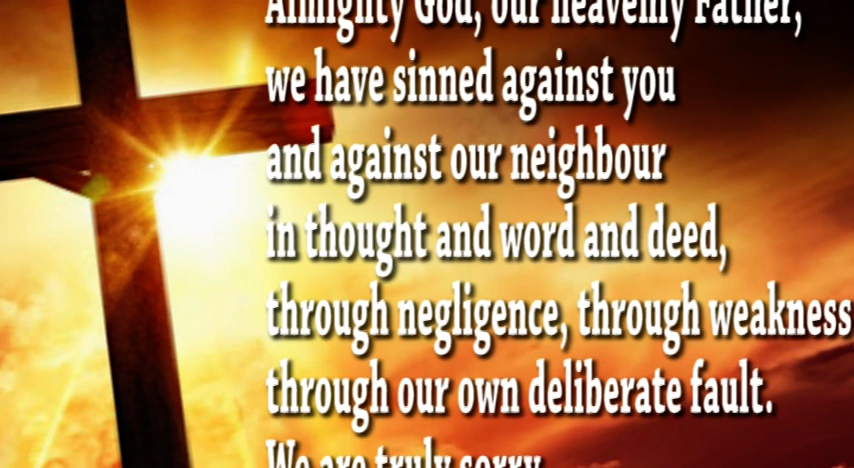 Almighty God, our heavenly Father,
we have sinned against you
and against our neighbour
in thought and word and deed,
through negligence, through weakness
through our own deliberate fault.
We are truly sorry